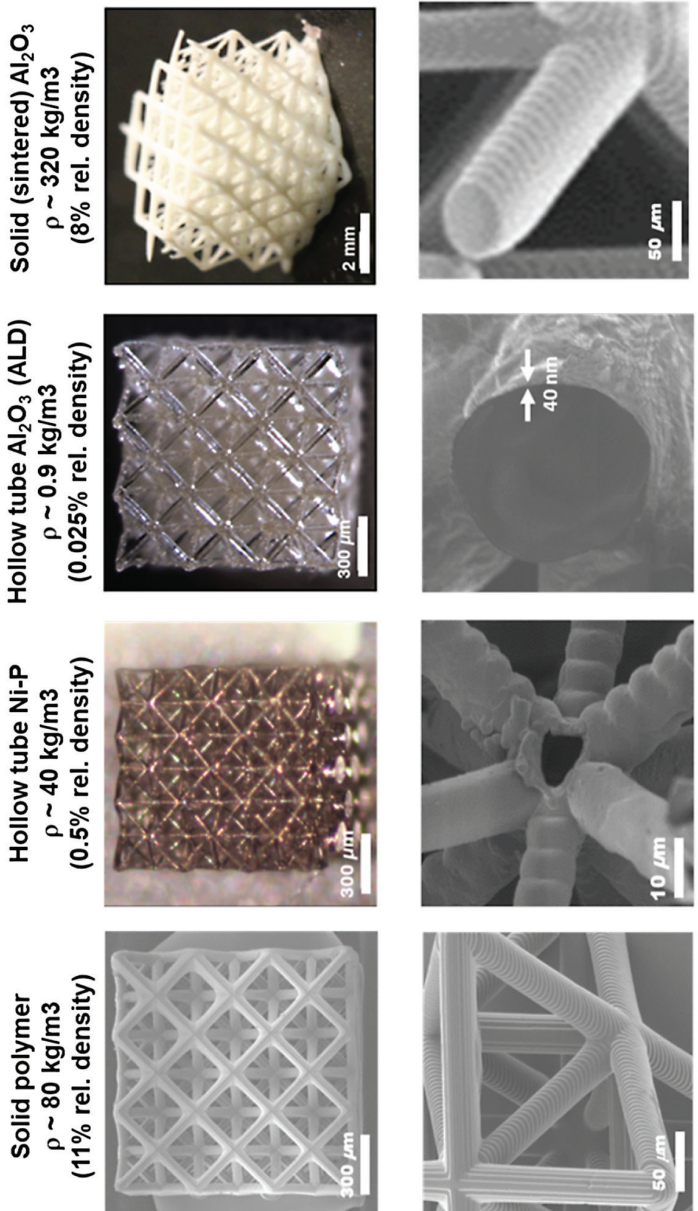 Solid polymer
ρ ~ 80 kg/m3
(11% rel. density)
Hollow tube Ni-P
ρ ~ 40 kg/m3
(0.5% rel. density)
Hollow tube Al₂O₃ (ALD)
ρ ~ 0.9 kg/m3
(0.025% rel. density)
Solid (sintered) Al₂O₃
ρ ~ 320 kg/m3
(8% rel. density)
300 µm
300 µm
300 µm
2 mm
50 µm
10 µm
40 nm
50 µm